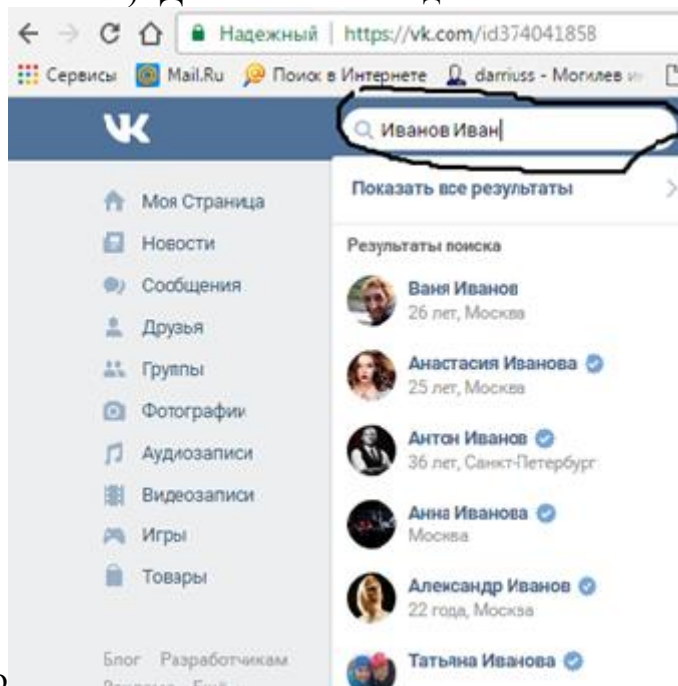 Надежный | https://vk.com/id374041858
Сервисы Mail.Ru Поиск в Интернете darriuss - Могилев
Иванов Иван
Показать все результаты
Моя Страница
Новости
Сообщения
Друзья
Группы
Фотографии
Аудиозаписи
Видеозаписи
Игры
Товары
Результаты поиска
Ваня Иванов
26 лет, Москва
Анастасия Иванова
25 лет, Москва
Антон Иванов
36 лет, Санкт-Петербург
Анна Иванова
Москва
Александр Иванов
22 года, Москва
Татьяна Иванова
Блог Разработчикам